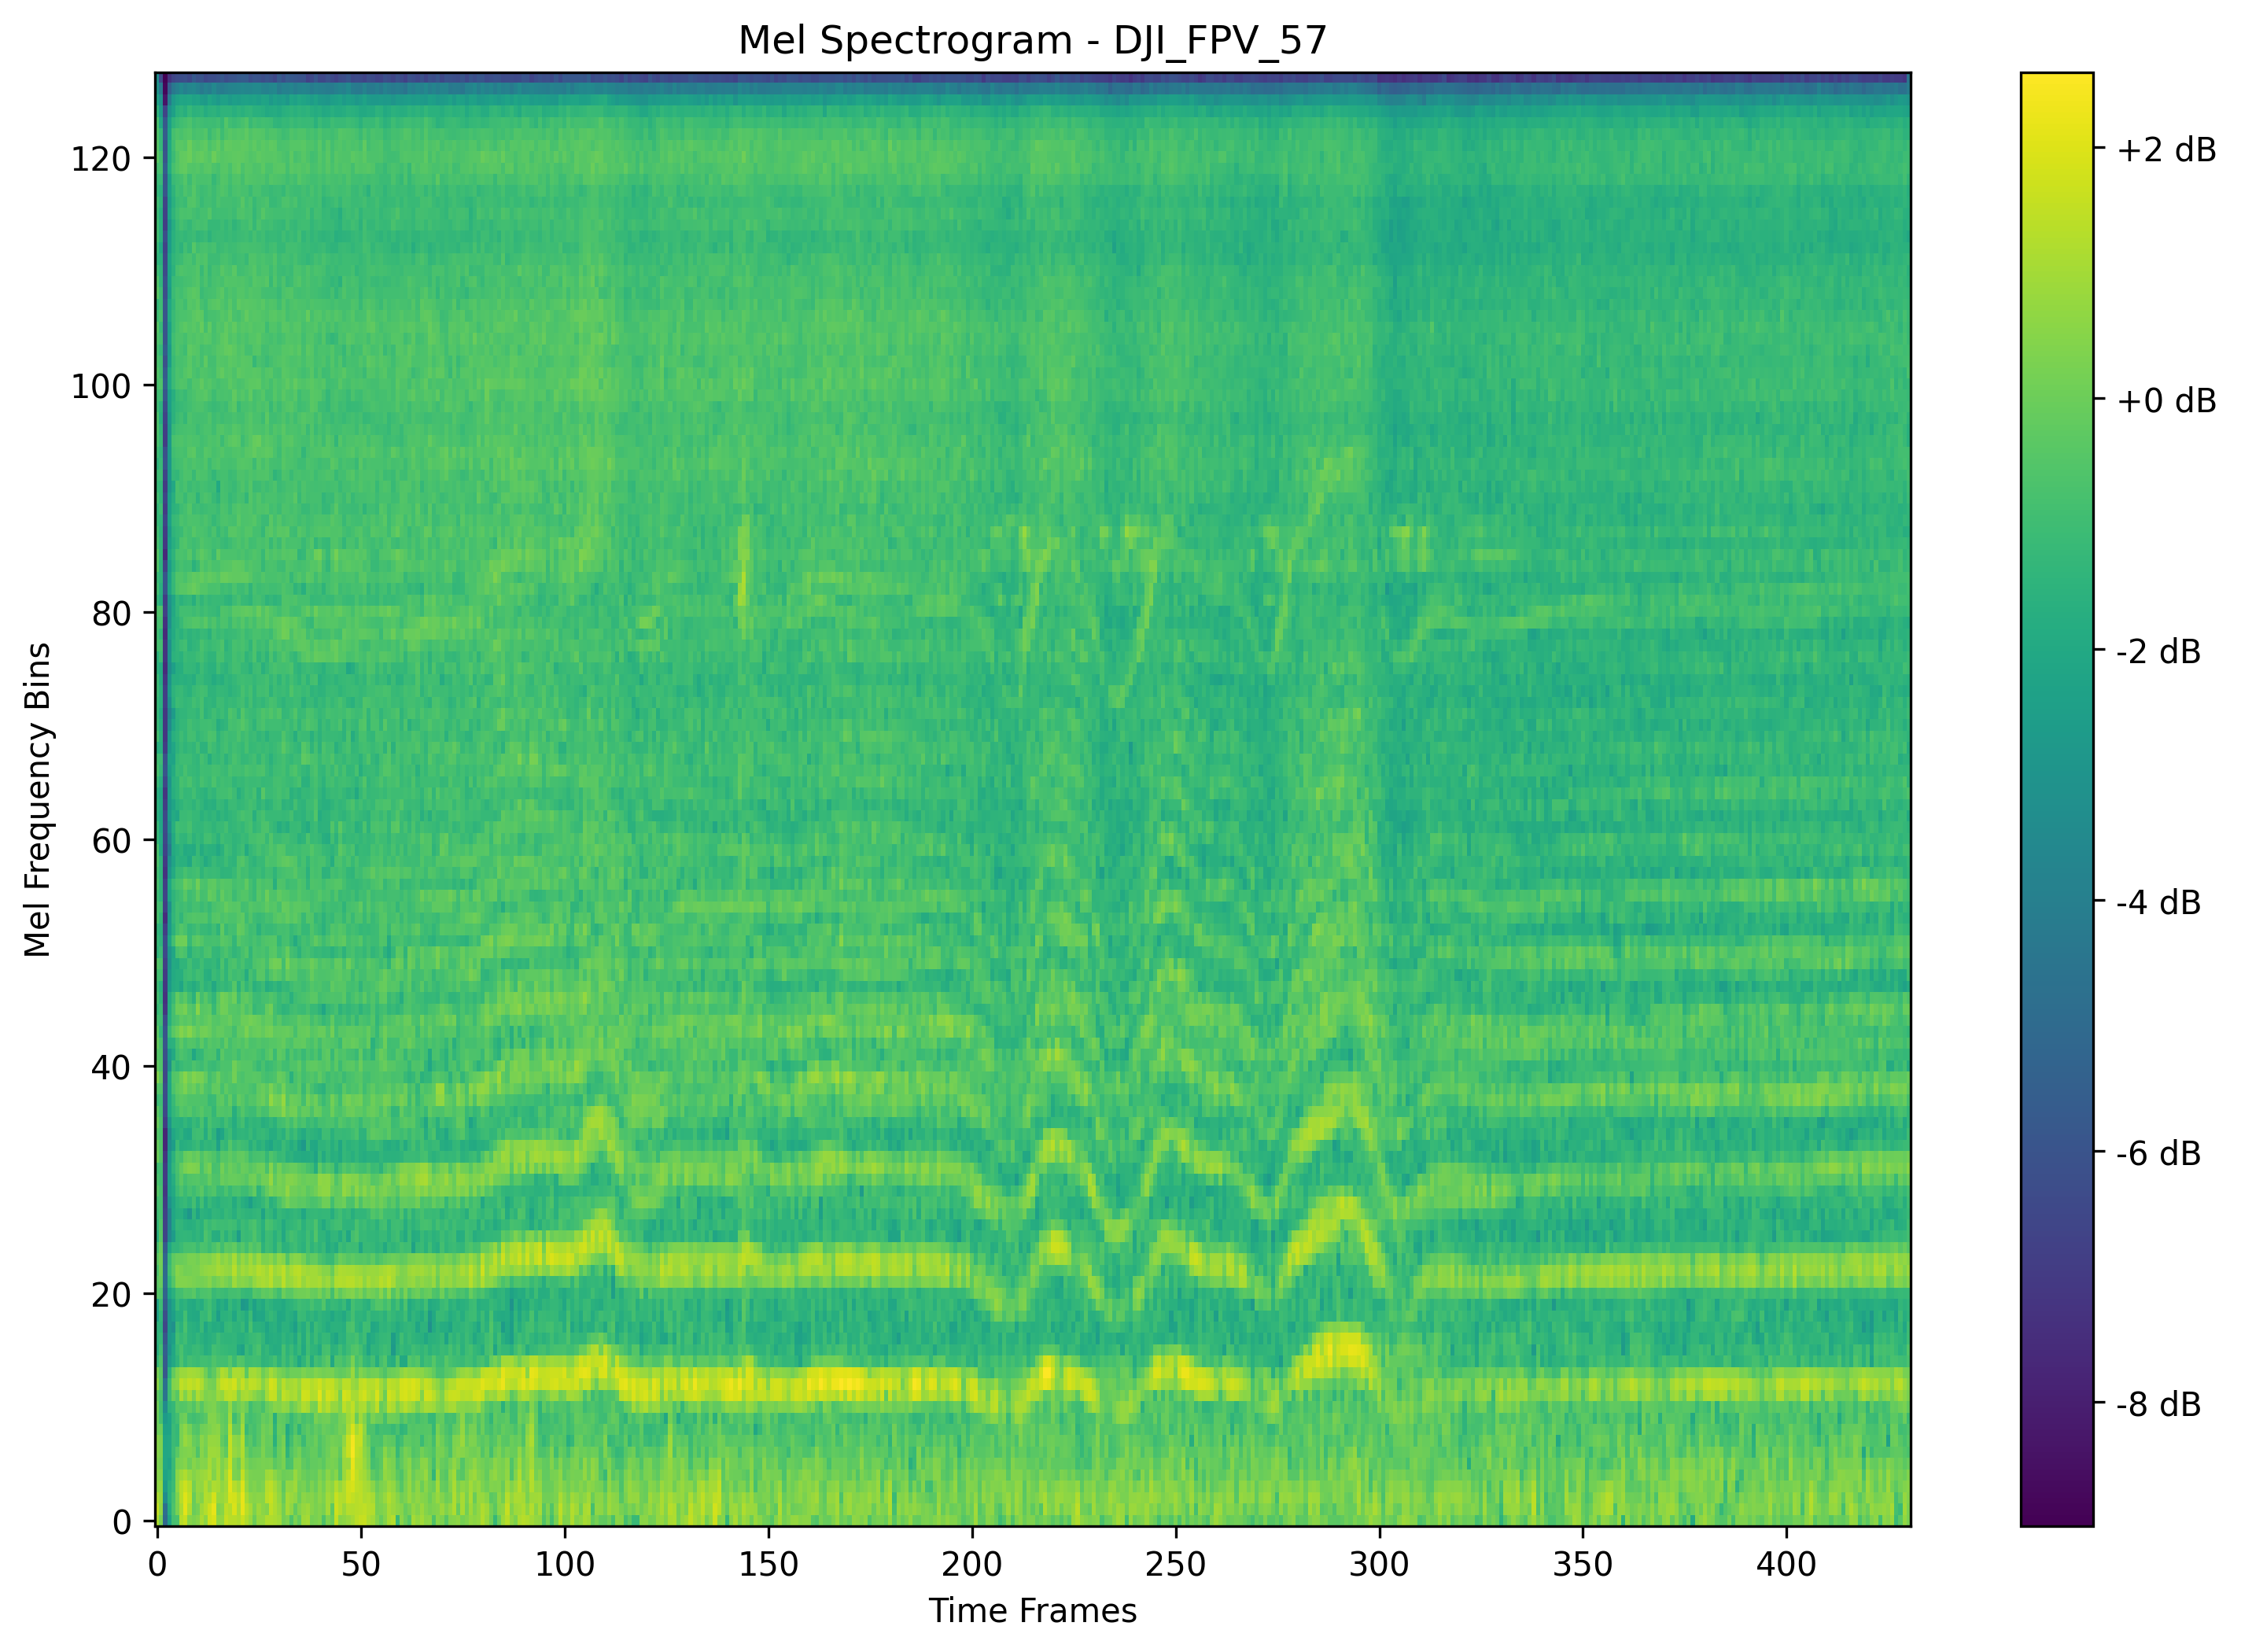 Mel Spectrogram - DJI_FPV_57
Mel Frequency Bins
120
100
80
60
40
20
0
0 50 100 150 200 250 300 350 400
Time Frames
+2 dB
+0 dB
-2 dB
-4 dB
-6 dB
-8 dB